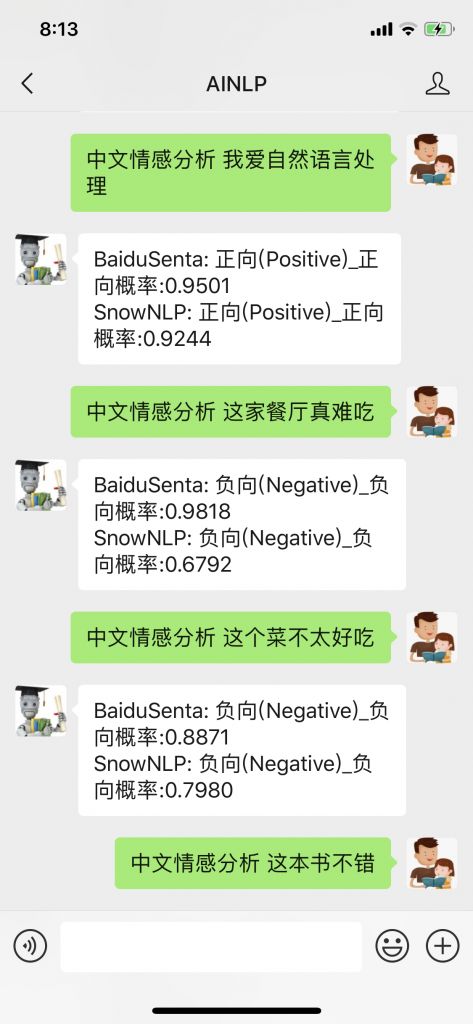 8:13
AINLP
中文情感分析 我爱自然语言处
理
BaiduSenta: 正向(Positive)_正
向概率:0.9501
SnowNLP: 正向(Positive)_正向
概率:0.9244
中文情感分析 这家餐厅真难吃
BaiduSenta: 负向(Negative)_负
向概率:0.9818
SnowNLP: 负向(Negative)_负
向概率:0.6792
中文情感分析 这个菜不太好吃
BaiduSenta: 负向(Negative)_负
向概率:0.8871
SnowNLP: 负向(Negative)_负
向概率:0.7980
中文情感分析 这本书不错